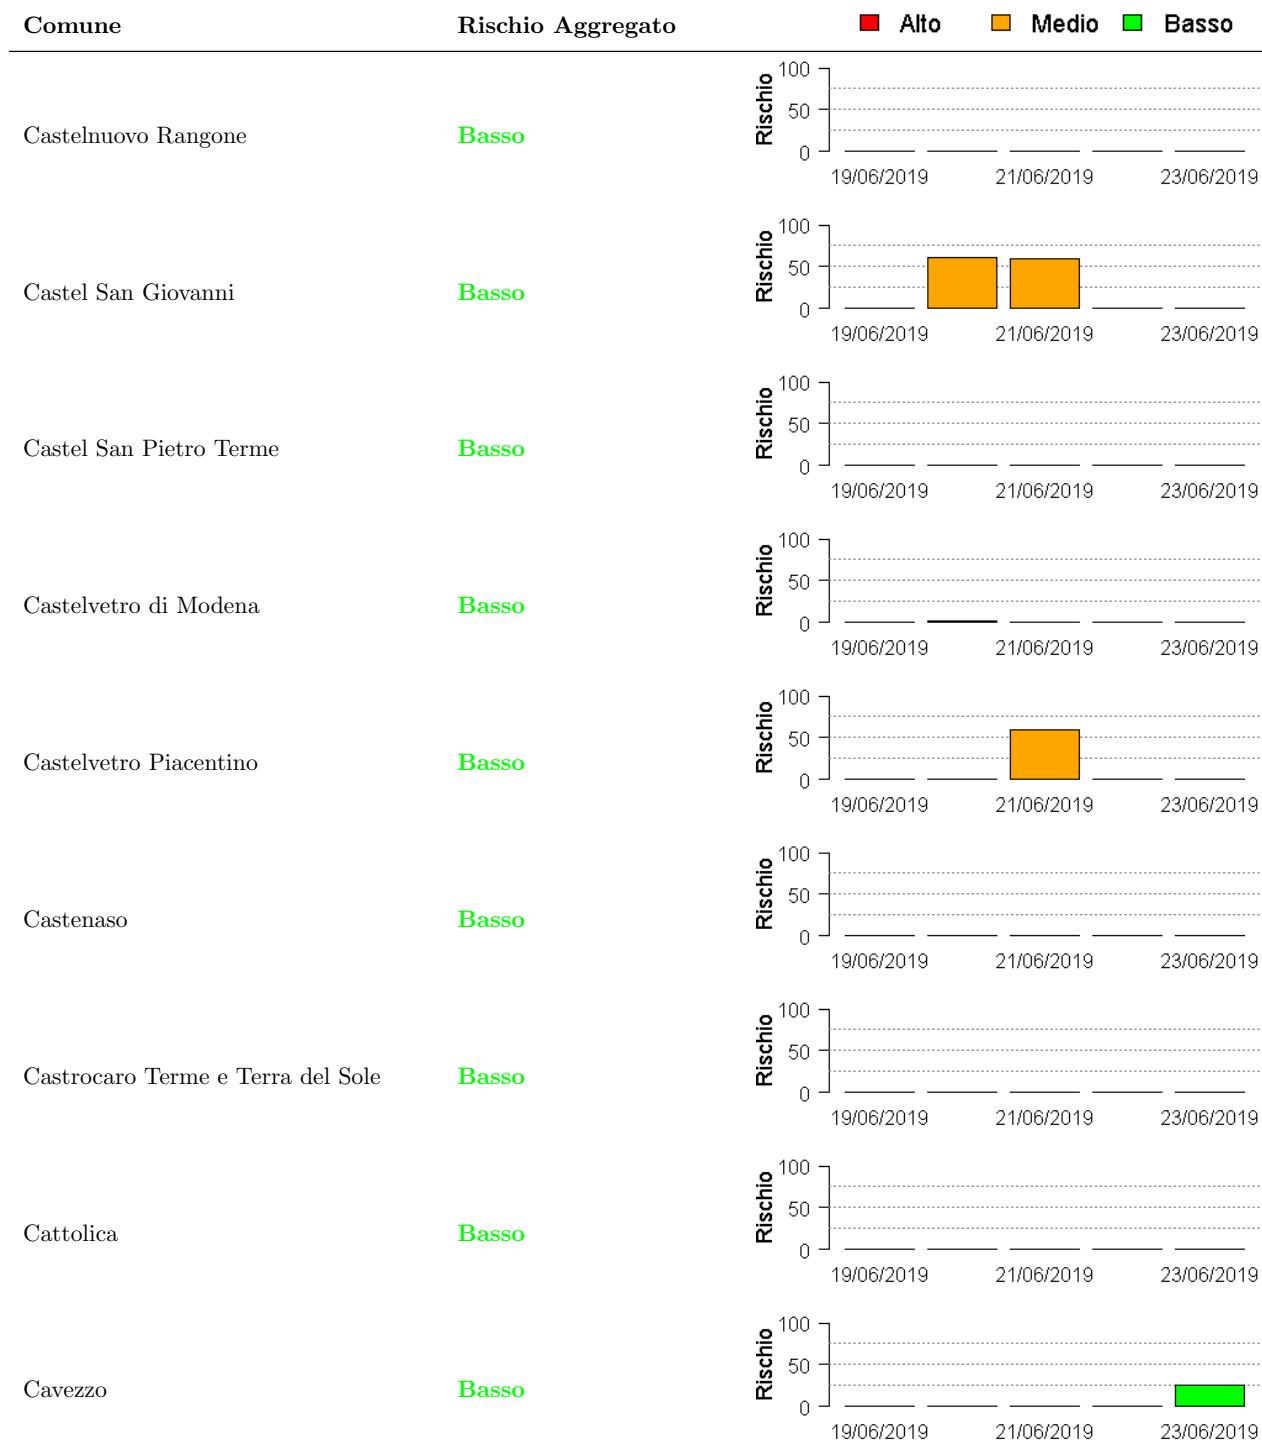 Comune Rischio Aggregato Alto Medio Basso
Castelnuovo Rangone Basso Rischio 100 50 0
19/06/2019 21/06/2019 23/06/2019
Castel San Giovanni Basso Rischio 100 50 0
19/06/2019 21/06/2019 23/06/2019
Castel San Pietro Terme Basso Rischio 100 50 0
19/06/2019 21/06/2019 23/06/2019
Castelvetro di Modena Basso Rischio 100 50 0
19/06/2019 21/06/2019 23/06/2019
Castelvetro Piacentino Basso Rischio 100 50 0
19/06/2019 21/06/2019 23/06/2019
Castenaso Basso Rischio 100 50 0
19/06/2019 21/06/2019 23/06/2019
Castrocaro Terme e Terra del Sole Basso Rischio 100 50 0
19/06/2019 21/06/2019 23/06/2019
Cattolica Basso Rischio 100 50 0
19/06/2019 21/06/2019 23/06/2019
Cavezzo Basso Rischio 100 50 0
19/06/2019 21/06/2019 23/06/2019